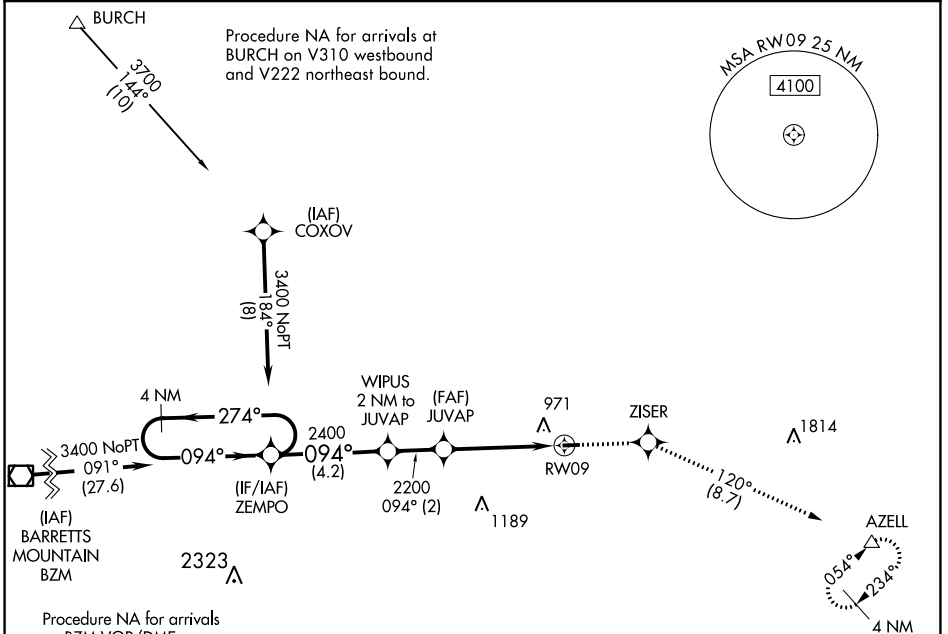 BURCH
Procedure NA for arrivals at
BURCH on V310 westbound
and V222 northeast bound.
MSA RW09 25 NM
4100
3700
144°
(10)
(IAF)
COXOV
3400 NoPT
184°
(8)
4 NM
274°
094°
3400 NoPT
091°
(27.6)
(IAF)
BARRETTS
MOUNTAIN
BZM
(IF/IAF)
ZEMPO
2400
094°
(4.2)
WIPUS
2 NM to
JUVAP
(FAF)
JUVAP
2200
094° (2)
971
RW09
ZISER
1814
1189
120°
(8.7)
AZELL
054°
234°
4 NM
2323
Procedure NA for arrivals